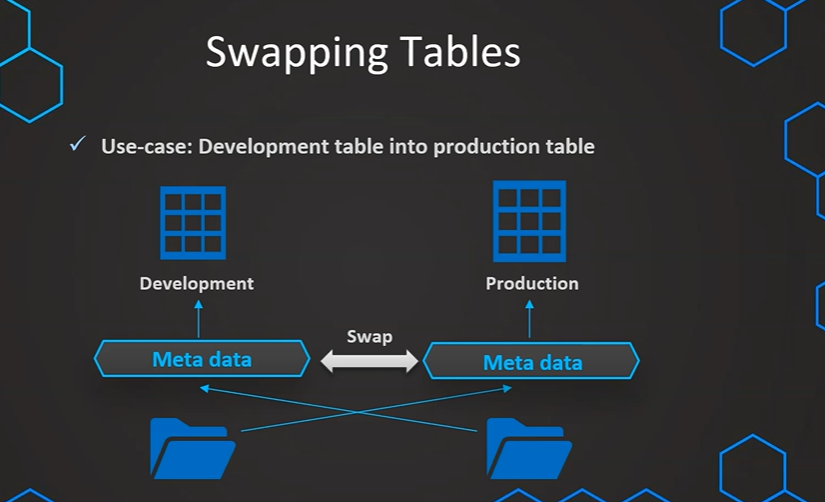 Swapping Tables
✓ Use-case: Development table into production table
Development
Production
Swap
Meta data
Meta data